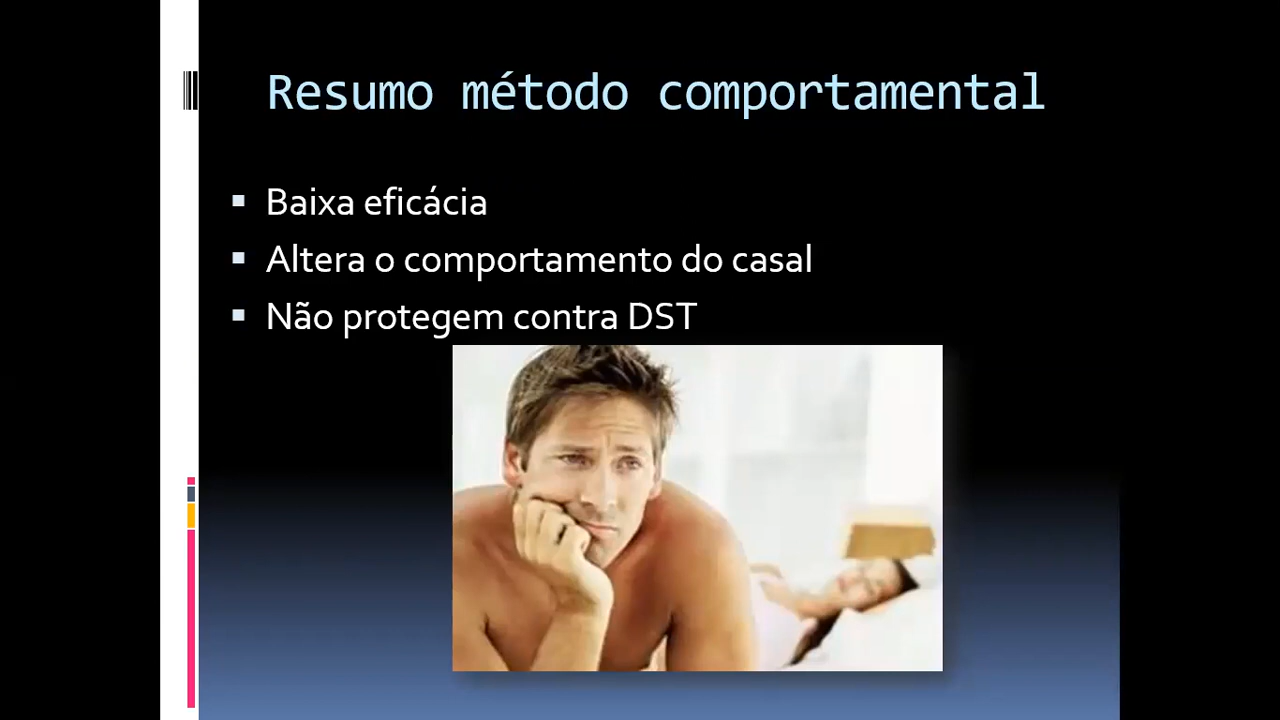 Resumo método comportamental
Baixa eficácia
Altera o comportamento do casal
Não protegem contra DST